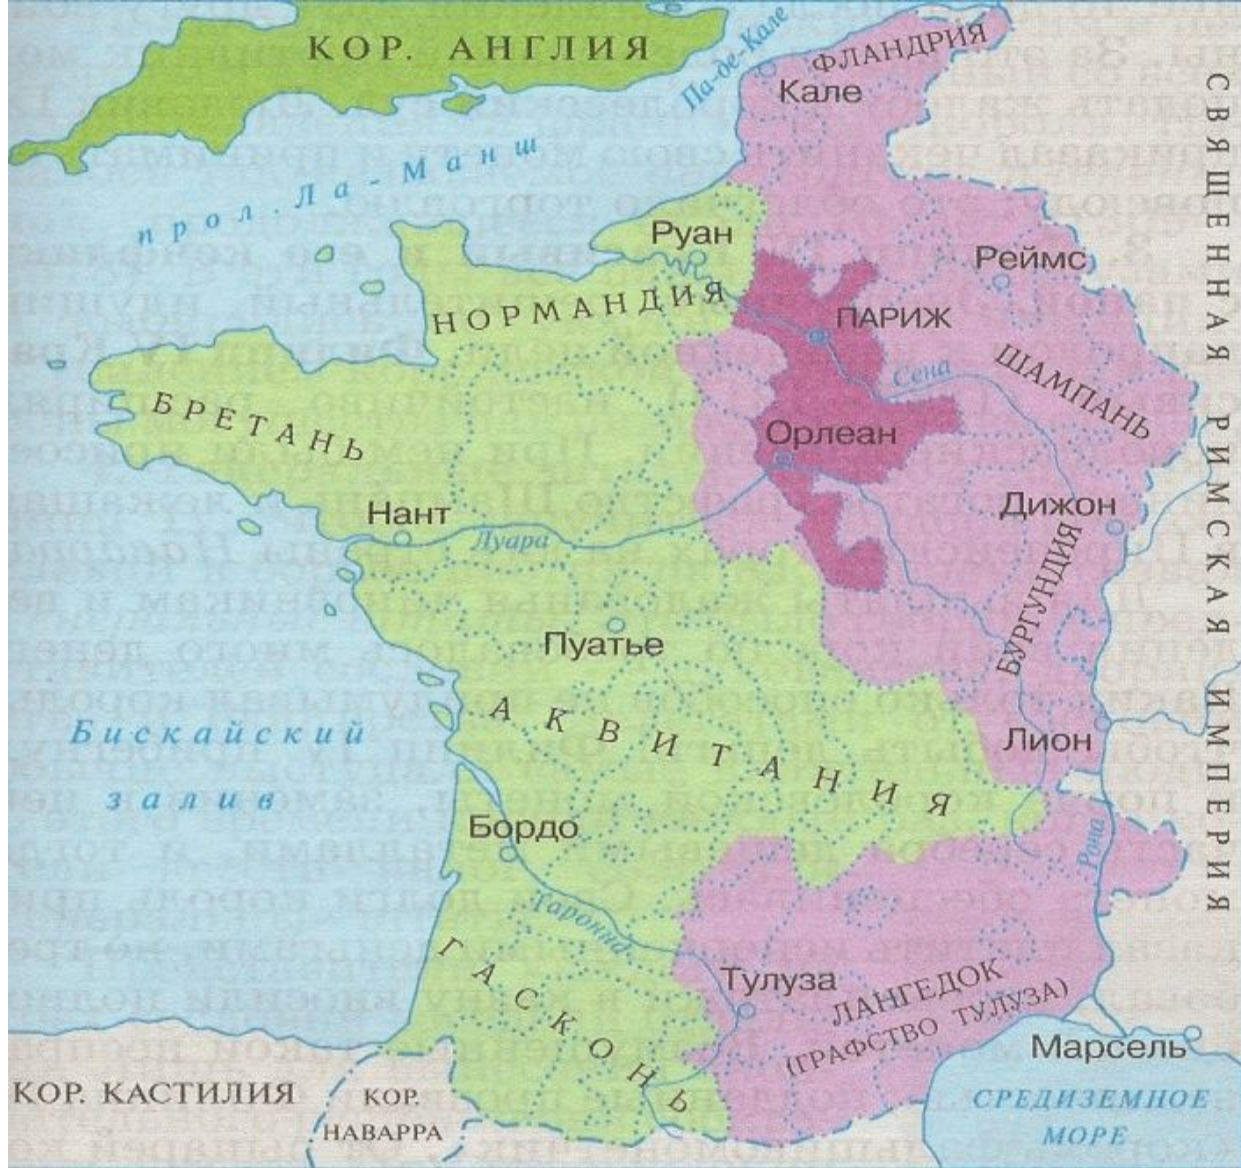 КОР. АНГЛИЯ
Па-де-Кале
ФЛАНДРИЯ
Кале
прол. Ла-Манш
Руан
НОРМАНДИЯ
Реймс
ПАРИЖ
Сена
ШАМПАНЬ
БРЕТАНЬ
Орлеан
Нант
Луара
Дижон
БУРГУНДИЯ
Пуатье
АКВИТАНИЯ
Лион
Бискайский
залив
Бордо
Рона
Гаронна
ГАСКОНЬ
Тулуза
ЛАНГЕДОК
(ГРАФСТВО ТУЛУЗА)
Марсель
КОР. КАСТИЛИЯ
КОР.
НАВАРРА
СРЕДИЗЕМНОЕ
МОРЕ
СВЯЩЕННАЯ РИМСКАЯ ИМПЕРИЯ